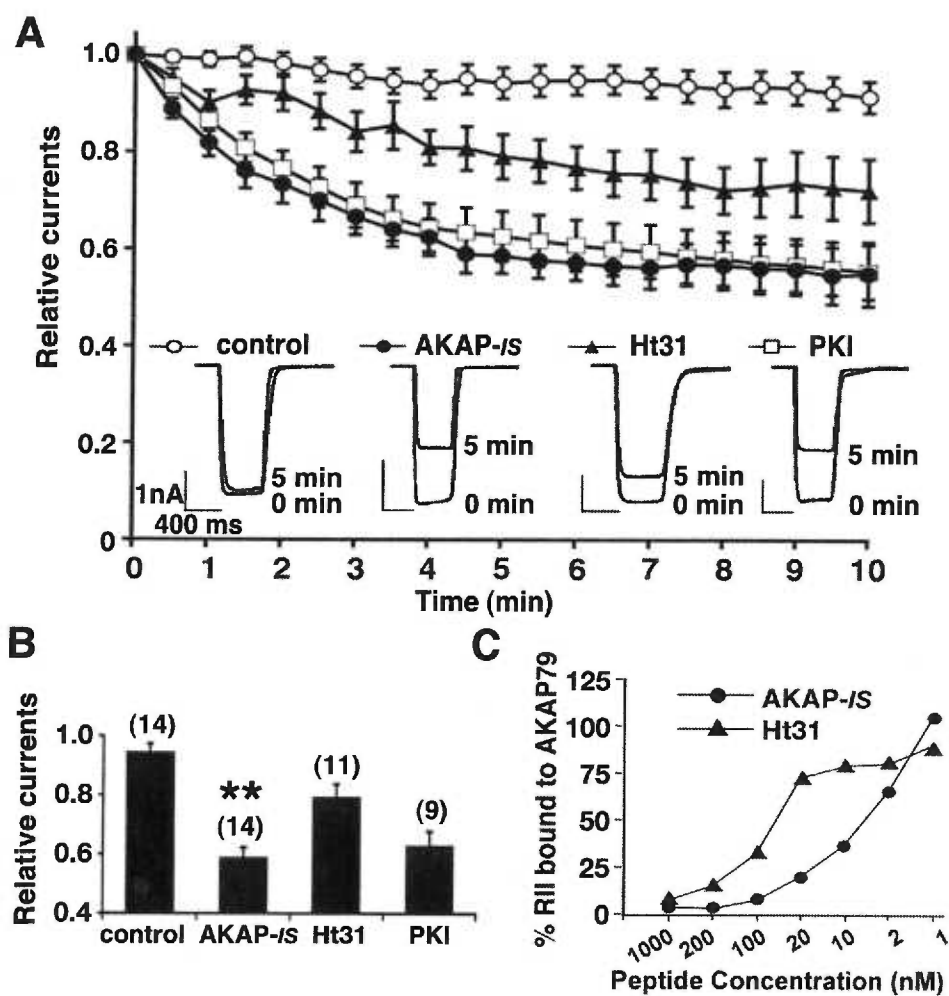 A
Relative currents
1.0
0.8
0.6
0.4
0.2
0
control AKAP-IS Ht31 PKI
5 min
0 min
5 min
0 min
5 min
0 min
5 min
0 min
1nA
400 ms
0 1 2 3 4 5 6 7 8 9 10
Time (min)
B
Relative currents
1.0
0.8
0.6
0.4
(14)
**
(14)
(11)
(9)
control AKAP-IS Ht31 PKI
C
% RII bound to AKAP79
125
100
75
50
25
0
AKAP-IS
Ht31
1000 200 100 20 10 2 1
Peptide Concentration (nM)